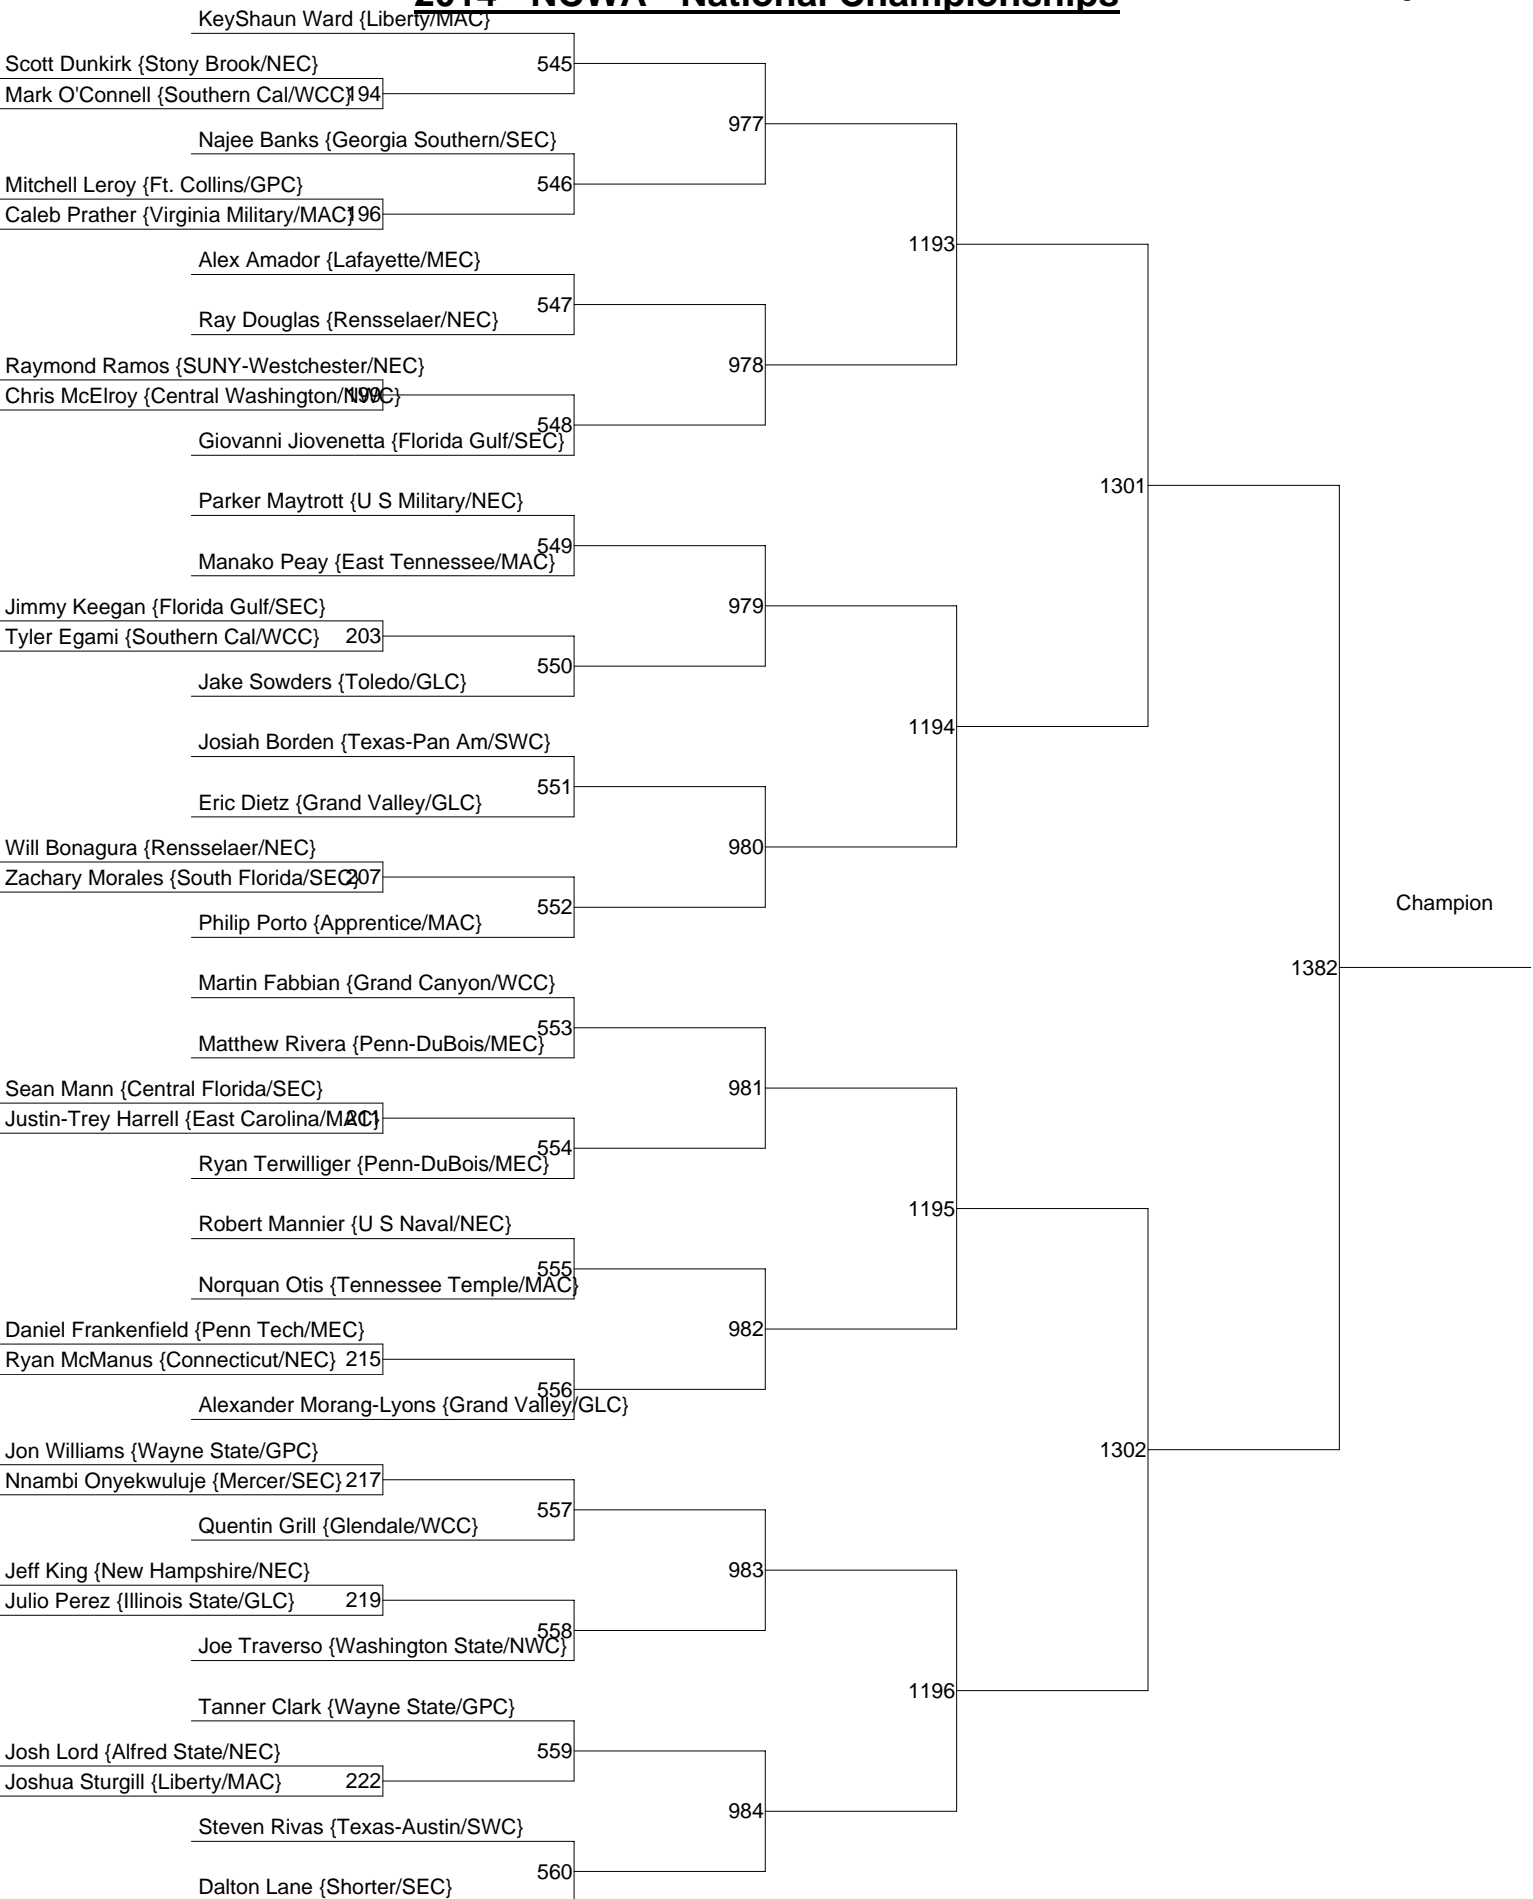 2014 - NCWA - National Championships
KeyShaun Ward {Liberty/MAC}
Scott Dunkirk {Stony Brook/NEC}
545
Mark O'Connell {Southern Cal/WCC}
194
977
Najee Banks {Georgia Southern/SEC}
Mitchell Leroy {Ft. Collins/GPC}
546
Caleb Prather {Virginia Military/MAC}
196
1193
Alex Amador {Lafayette/MEC}
547
Ray Douglas {Rensselaer/NEC}
Raymond Ramos {SUNY-Westchester/NEC}
978
Chris McElroy {Central Washington/NWC}
199
548
Giovanni Jiovenetta {Florida Gulf/SEC}
1301
Parker Maytrott {U S Military/NEC}
549
Manako Peay {East Tennessee/MAC}
Jimmy Keegan {Florida Gulf/SEC}
979
Tyler Egami {Southern Cal/WCC}
203
550
Jake Sowders {Toledo/GLC}
1194
Josiah Borden {Texas-Pan Am/SWC}
551
Eric Dietz {Grand Valley/GLC}
Will Bonagura {Rensselaer/NEC}
980
Zachary Morales {South Florida/SEC}
207
552
Champion
Philip Porto {Apprentice/MAC}
1382
Martin Fabbian {Grand Canyon/WCC}
553
Matthew Rivera {Penn-DuBois/MEC}
Sean Mann {Central Florida/SEC}
981
Justin-Trey Harrell {East Carolina/MAC}
211
554
Ryan Terwilliger {Penn-DuBois/MEC}
1195
Robert Mannier {U S Naval/NEC}
555
Norquan Otis {Tennessee Temple/MAC}
Daniel Frankenfield {Penn Tech/MEC}
982
Ryan McManus {Connecticut/NEC}
215
556
Alexander Morang-Lyons {Grand Valley/GLC}
Jon Williams {Wayne State/GPC}
1302
Nnambi Onyekwuluje {Mercer/SEC}
217
557
Quentin Grill {Glendale/WCC}
Jeff King {New Hampshire/NEC}
983
Julio Perez {Illinois State/GLC}
219
558
Joe Traverso {Washington State/NWC}
1196
Tanner Clark {Wayne State/GPC}
Josh Lord {Alfred State/NEC}
559
Joshua Sturgill {Liberty/MAC}
222
984
Steven Rivas {Texas-Austin/SWC}
560
Dalton Lane {Shorter/SEC}